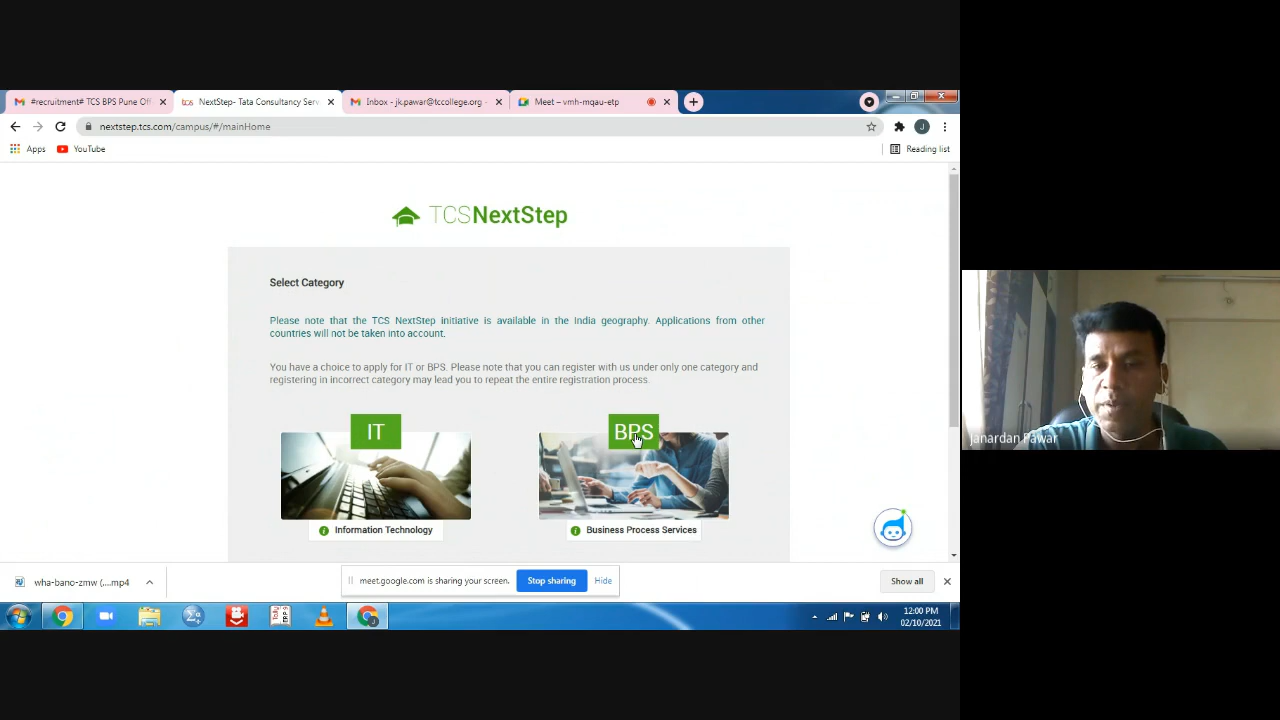 #recruitment# TCS BPS Pune Off
NextStep- Tata Consultancy Serv
Inbox - jk.pawar@tccollege.org -
Meet – vmh-mqau-etp
nextstep.tcs.com/campus/#/mainHome
J
Apps
YouTube
Reading list
TCSNextStep
Select Category
Please note that the TCS NextStep initiative is available in the India geography. Applications from other
countries will not be taken into account.
You have a choice to apply for IT or BPS. Please note that you can register with us under only one category and
registering in incorrect category may lead you to repeat the entire registration process.
IT
BPS
Information Technology
Business Process Services
Janardan Pawar
wha-bano-zmw (....mp4
meet.google.com is sharing your screen.
Stop sharing
Hide
Show all
12:00 PM
02/10/2021